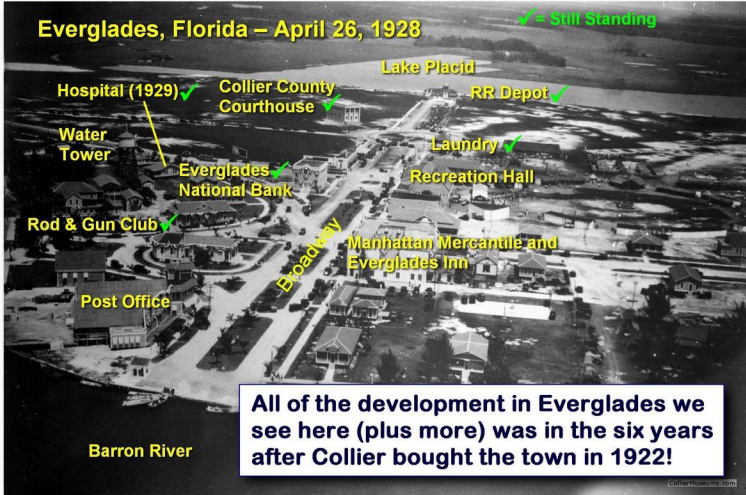 Everglades, Florida – April 26, 1928
✓= Still Standing
Lake Placid
Hospital (1929) ✓
Collier County
Courthouse ✓
RR Depot ✓
Water
Tower
Laundry ✓
Everglades ✓
National Bank
Recreation Hall
Rod & Gun Club ✓
Broadway
Manhattan Mercantile and
Everglades Inn
Post Office
All of the development in Everglades we
see here (plus more) was in the six years
after Collier bought the town in 1922!
Barron River
CollierMuseums.com